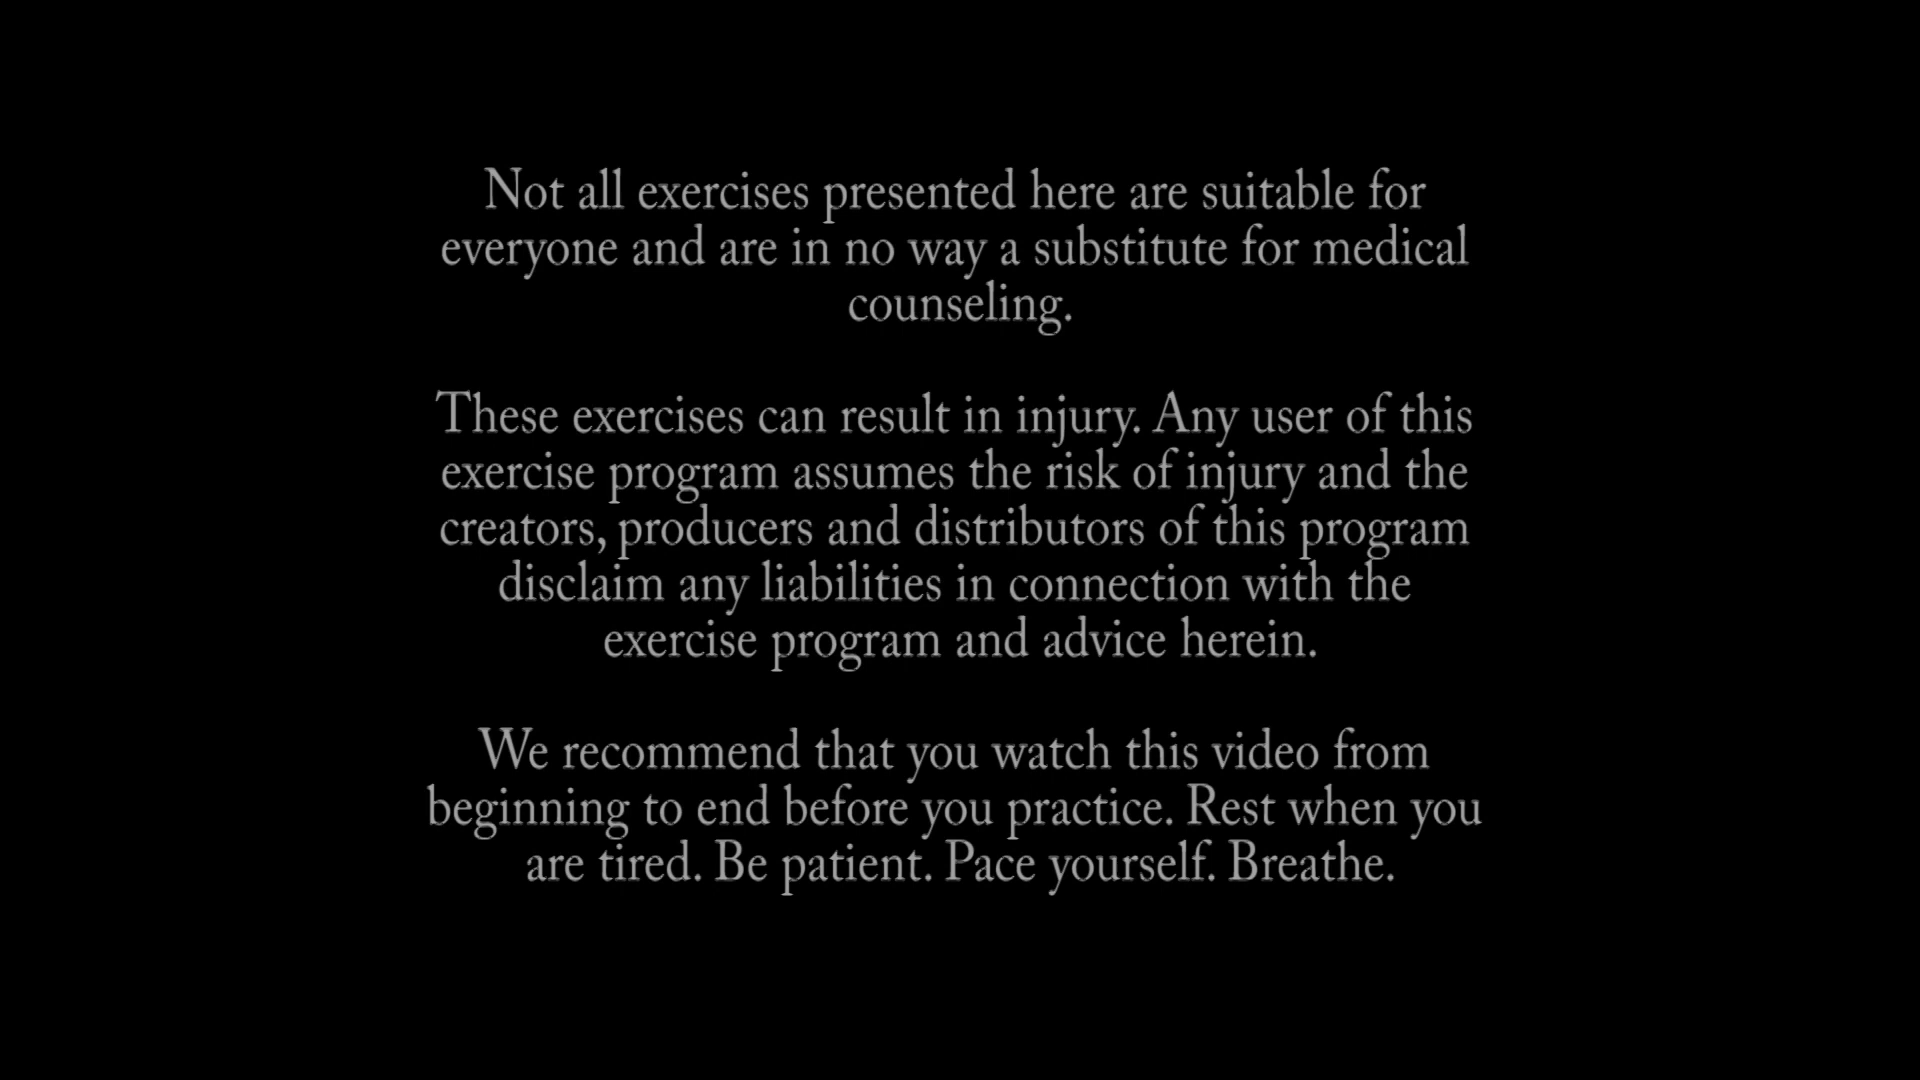 Not all exercises presented here are suitable for
everyone and are in no way a substitute for medical
counseling.
These exercises can result in injury. Any user of this
exercise program assumes the risk of injury and the
creators, producers and distributors of this program
disclaim any liabilities in connection with the
exercise program and advice herein.
We recommend that you watch this video from
beginning to end before you practice. Rest when you
are tired. Be patient. Pace yourself. Breathe.